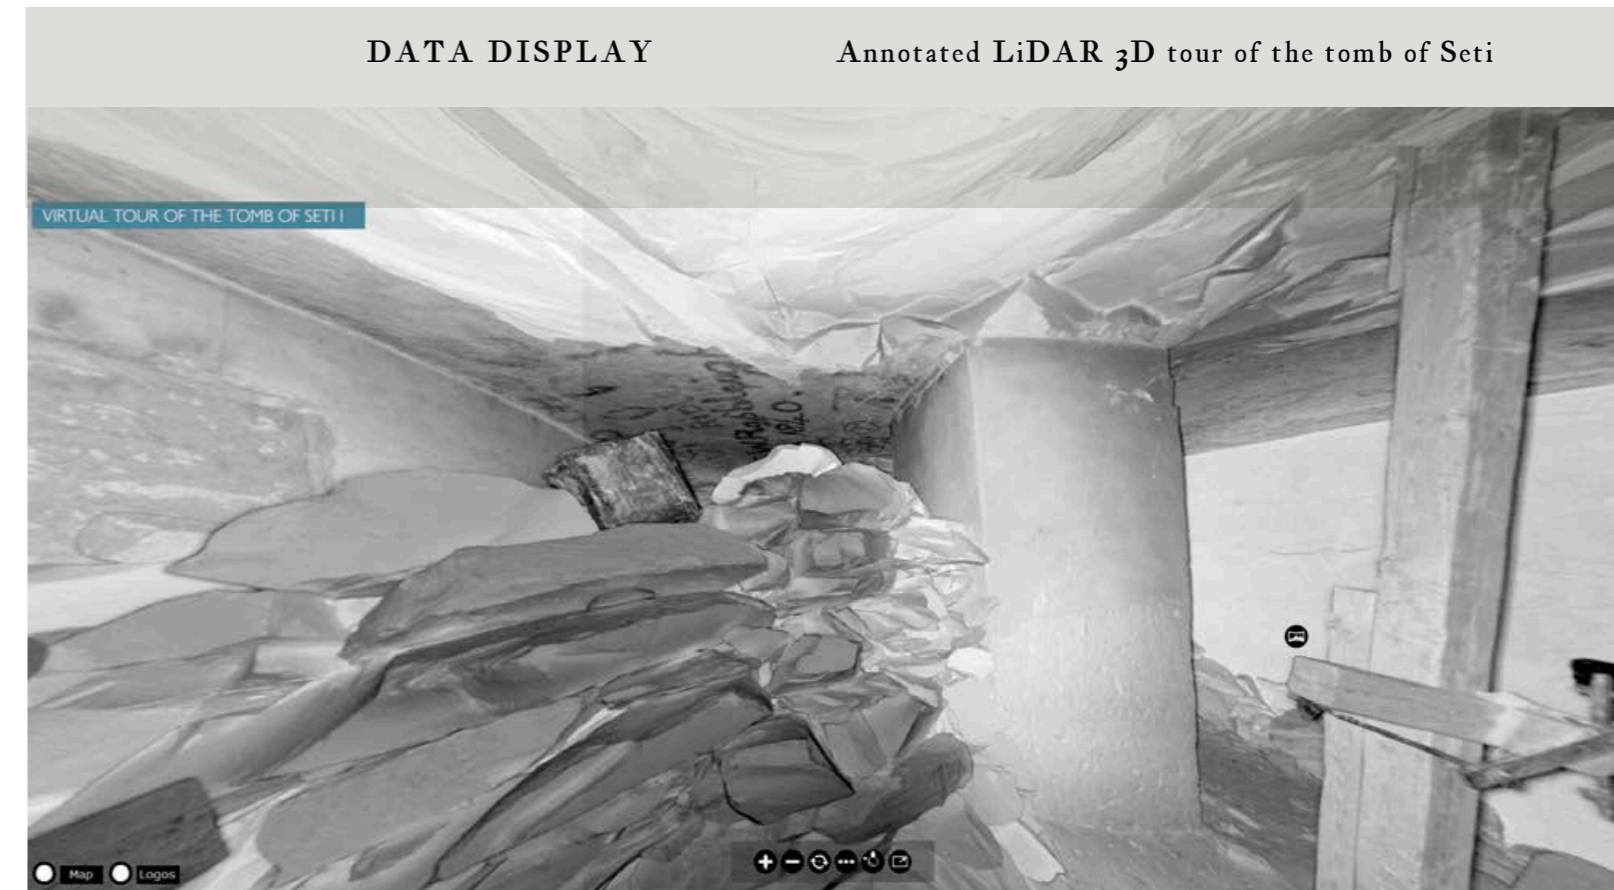 DATA DISPLAY
Annotated LiDAR 3D tour of the tomb of Seti
VIRTUAL TOUR OF THE TOMB OF SETI I
Map
Logos